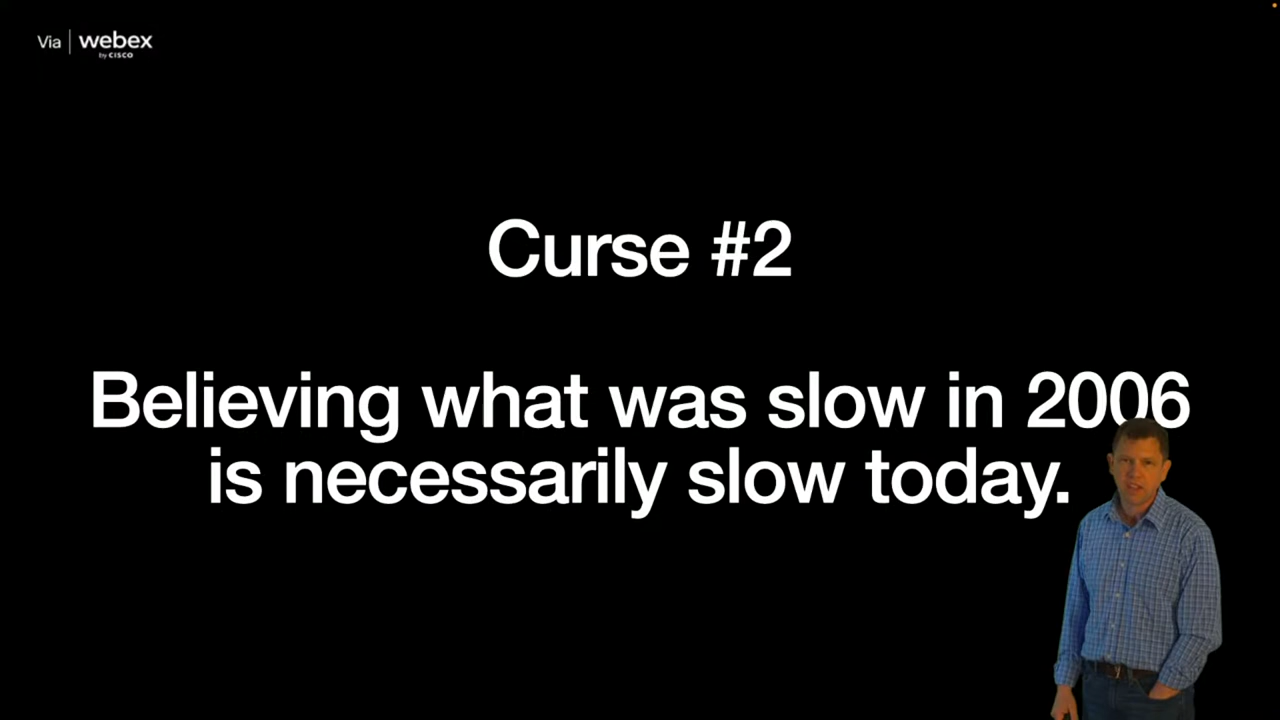 Via | webex
by CISCO
Curse #2
Believing what was slow in 2006
is necessarily slow today.